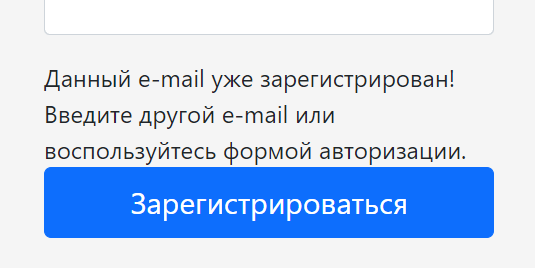 Данный e-mail уже зарегистрирован!
Введите другой e-mail или
воспользуйтесь формой авторизации.
Зарегистрироваться